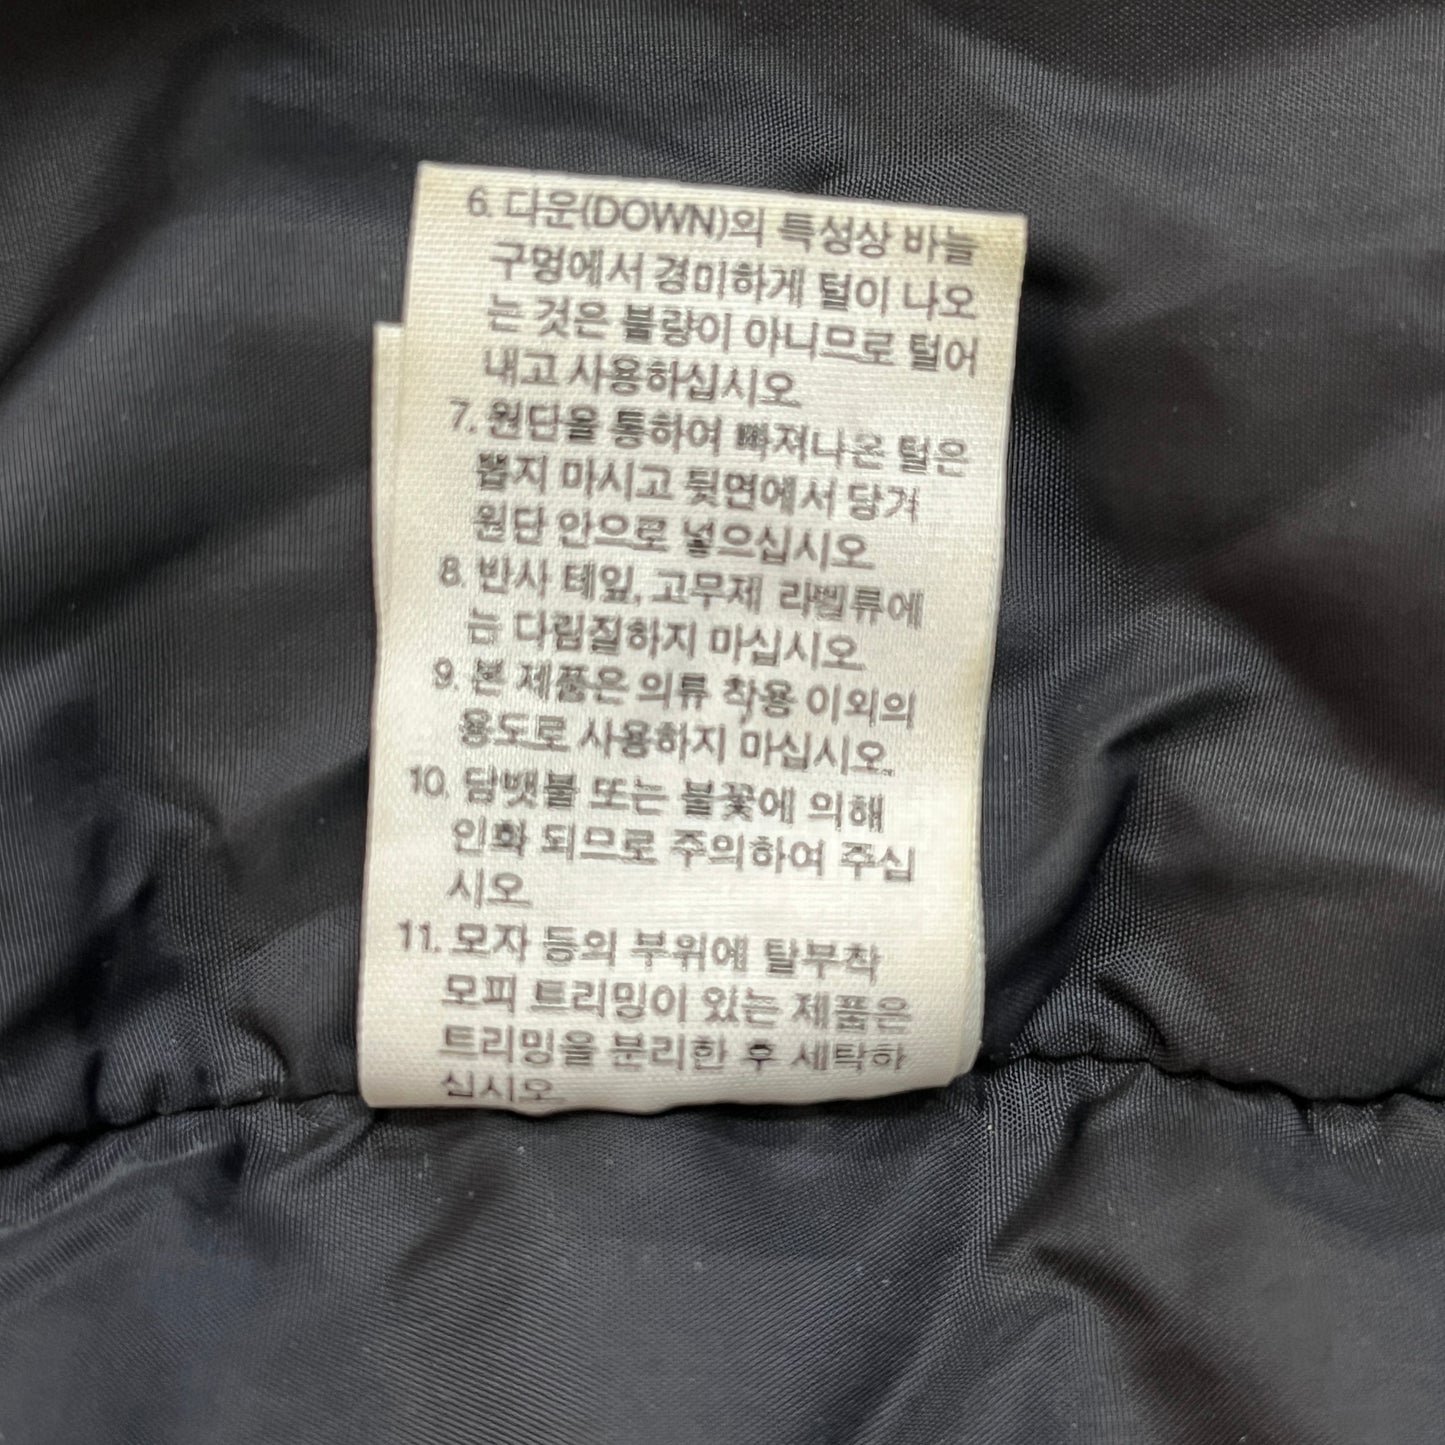 6. 다운(DOWN)의 특성상 바늘
구멍에서 경미하게 털이 나오
는 것은 불량이 아니므로 털어
내고 사용하십시오.
7. 원단을 통하여 빠져나온 털은
뽑지 마시고 뒷면에서 당겨
원단 안으로 넣으십시오.
8. 반사 테잎, 고무제 라벨류에
는 다림질하지 마십시오.
9. 본 제품은 의류 착용 이외의
용도로 사용하지 마십시오.
10. 담뱃불 또는 불꽃에 의해
인화 되므로 주의하여 주십
시오.
11. 모자 등의 부위에 탈부착
모피 트리밍이 있는 제품은
트리밍을 분리한 후 세탁하
십시오.